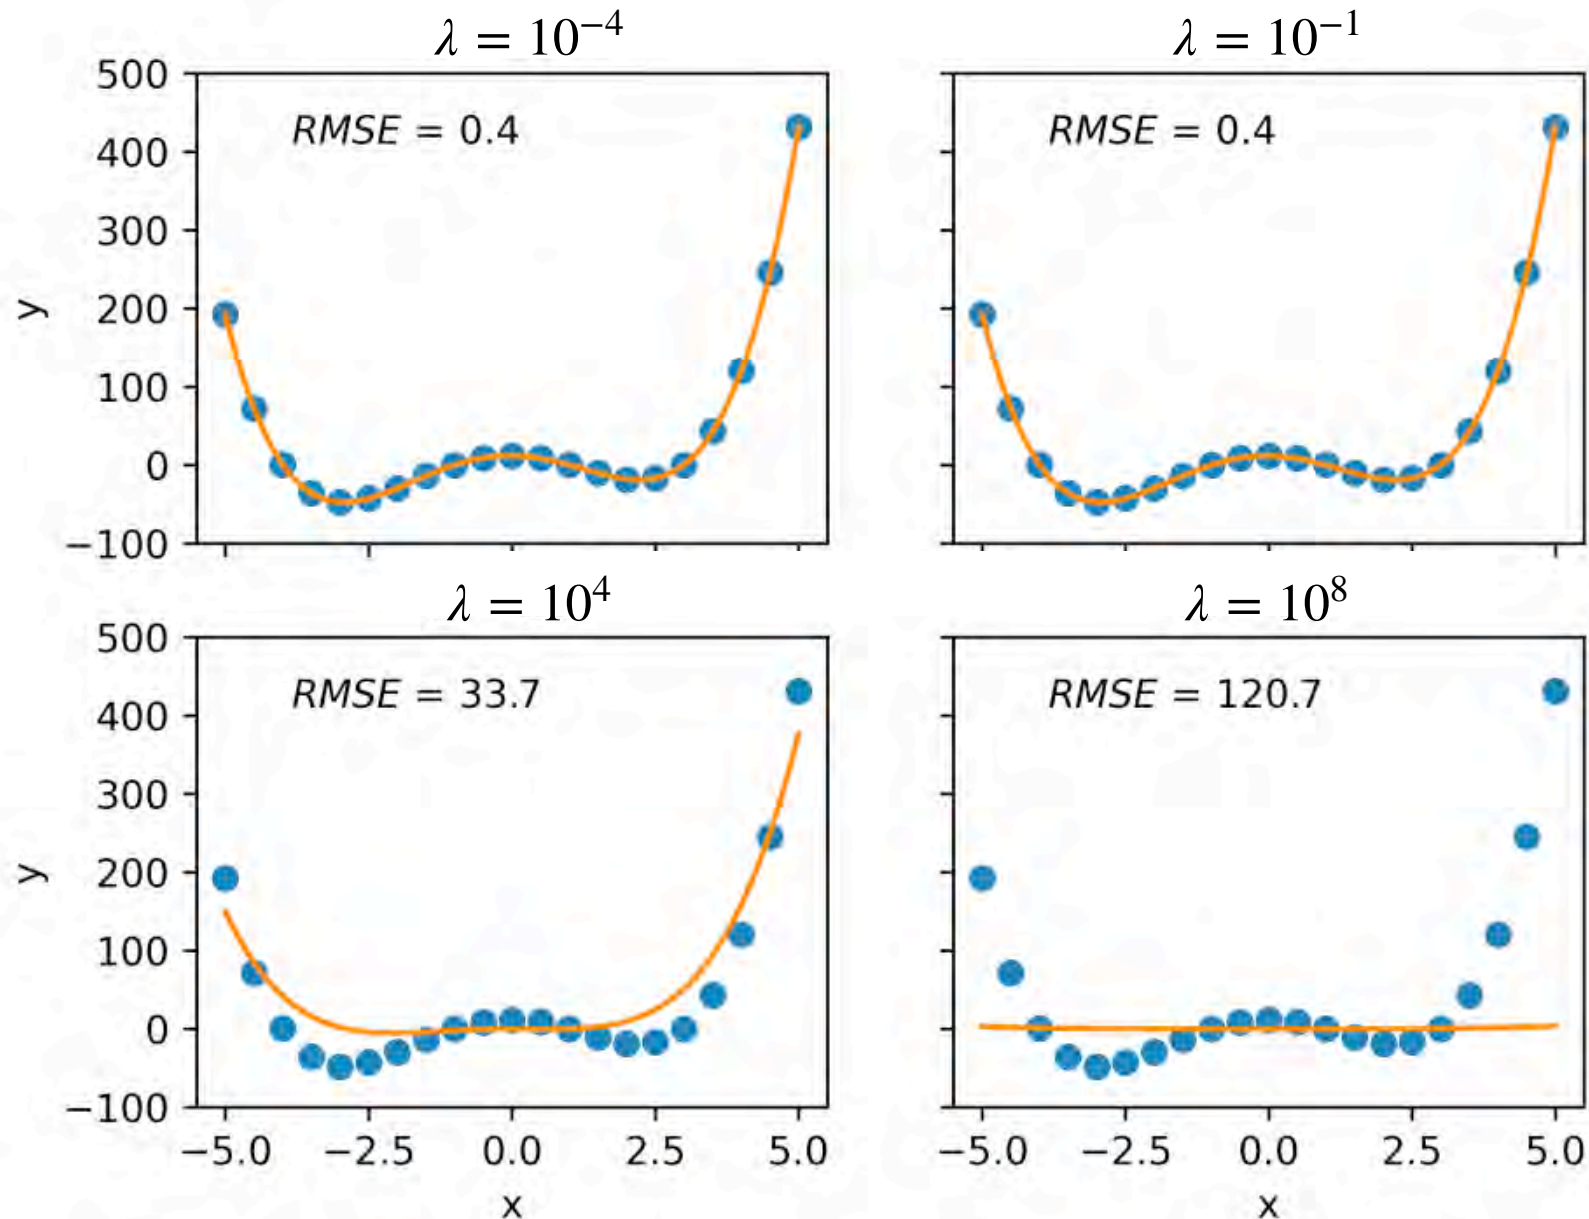 λ = 10⁻⁴
500
400
300
200
100
0
−100
y
RMSE = 0.4
λ = 10⁻¹
RMSE = 0.4
λ = 10⁴
500
400
300
200
100
0
−100
y
RMSE = 33.7
−5.0 −2.5 0.0 2.5 5.0
x
λ = 10⁸
RMSE = 120.7
−5.0 −2.5 0.0 2.5 5.0
x